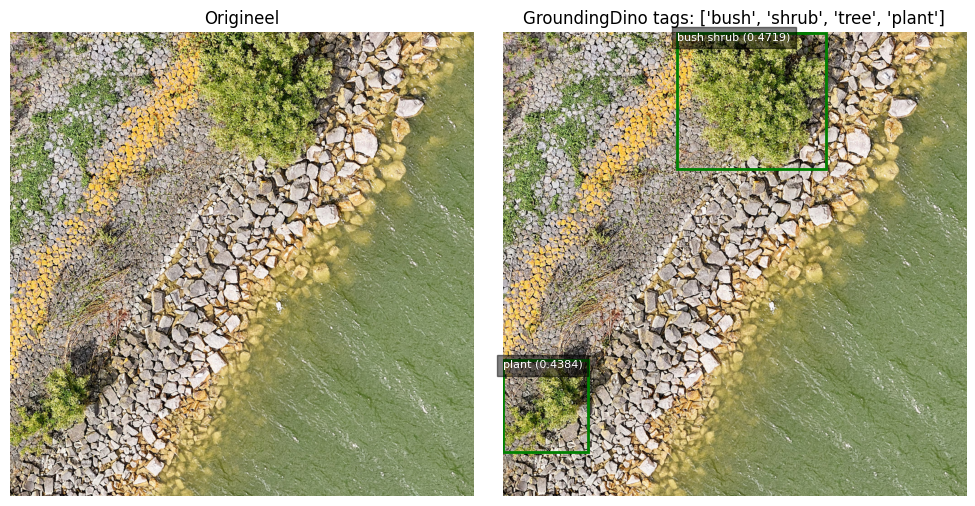 Origineel
GroundingDino tags: ['bush', 'shrub', 'tree', 'plant']
bush shrub (0.4719)
plant (0.4384)